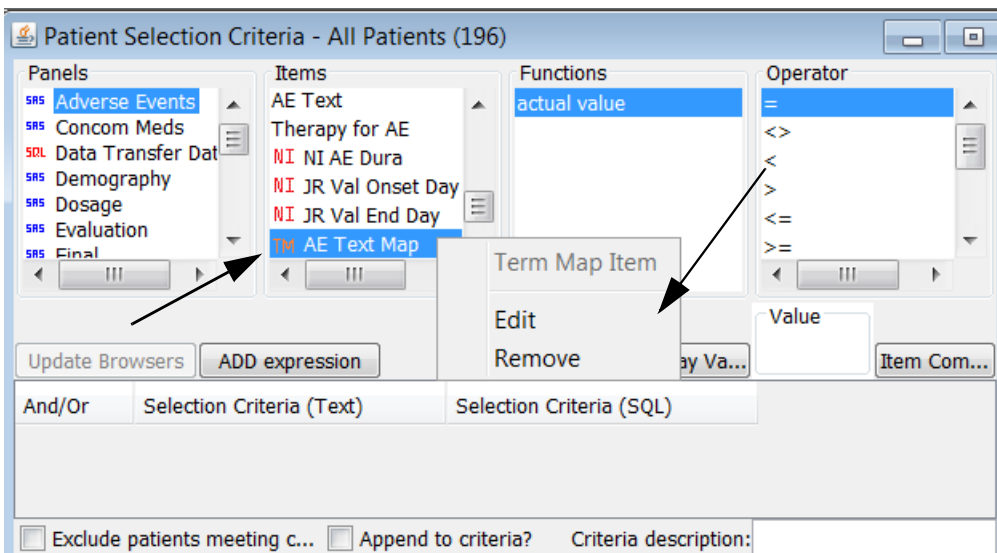 Patient Selection Criteria - All Patients (196)
Panels
SAS Adverse Events
SAS Concom Meds
SQL Data Transfer Dat
SAS Demography
SAS Dosage
SAS Evaluation
SAS Final
Items
AE Text
Therapy for AE
NI NI AE Dura
NI JR Val Onset Day
NI JR Val End Day
TM AE Text Map
Functions
actual value
Operator
=
<>
<
>
<=
>=
Term Map Item
Edit
Remove
Value
Update Browsers
ADD expression
ay Va...
Item Com...
And/Or Selection Criteria (Text) Selection Criteria (SQL)
Exclude patients meeting c... Append to criteria? Criteria description: